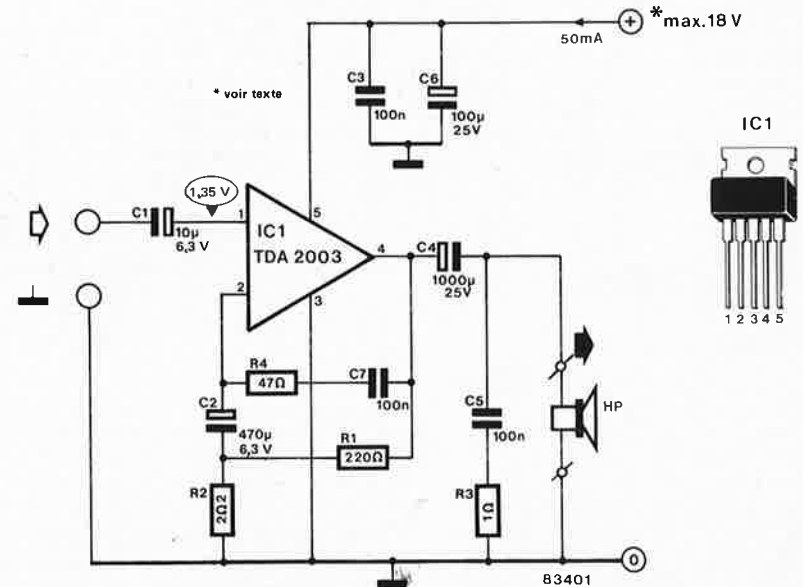 * max. 18 V
50mA
C3
100n
C6
100µ
25V
* voir texte
IC1
1,35 V
C1
10µ
6,3 V
1
5
IC1
TDA 2003
4
2
3
C4
1000µ
25V
1 2 3 4 5
R4
47Ω
C7
100n
C2
470µ
6,3 V
R1
220Ω
C5
100n
HP
R2
2Ω2
R3
1Ω
0
83401